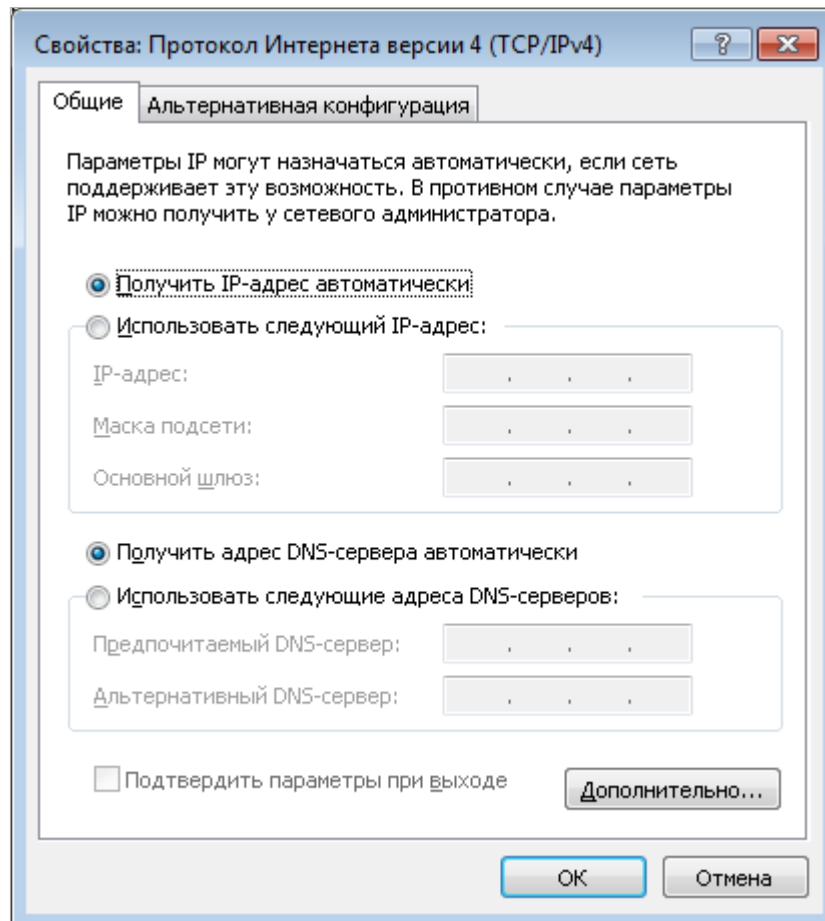 Свойства: Протокол Интернета версии 4 (TCP/IPv4)
Общие
Альтернативная конфигурация
Параметры IP могут назначаться автоматически, если сеть
поддерживает эту возможность. В противном случае параметры
IP можно получить у сетевого администратора.
Получить IP-адрес автоматически
Использовать следующий IP-адрес:
IP-адрес:
Маска подсети:
Основной шлюз:
Получить адрес DNS-сервера автоматически
Использовать следующие адреса DNS-серверов:
Предпочитаемый DNS-сервер:
Альтернативный DNS-сервер:
Подтвердить параметры при выходе
Дополнительно...
ОК
Отмена